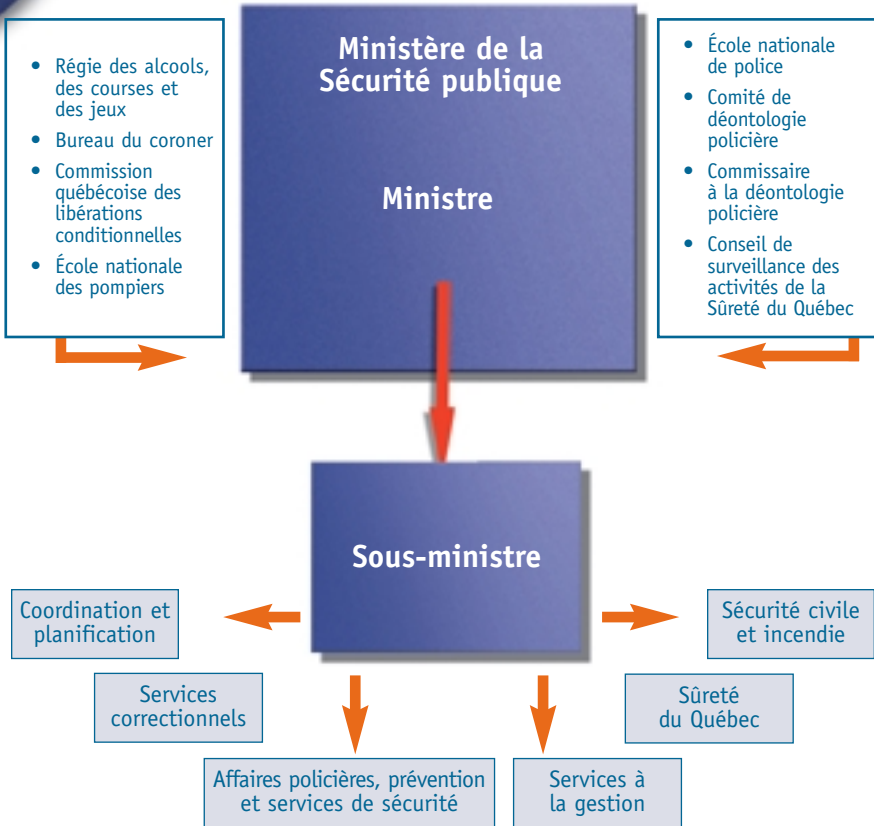 • Régie des alcools,
des courses et
des jeux
• Bureau du coroner
• Commission
québécoise des
libérations
conditionnelles
• École nationale
des pompiers
Ministère de la
Sécurité publique
Ministre
• École nationale
de police
• Comité de
déontologie
policière
• Commissaire
à la déontologie
policière
• Conseil de
surveillance des
activités de la
Sûreté du Québec
Sous-ministre
Coordination et
planification
Services
correctionnels
Affaires policières, prévention
et services de sécurité
Services à
la gestion
Sûreté
du Québec
Sécurité civile
et incendie